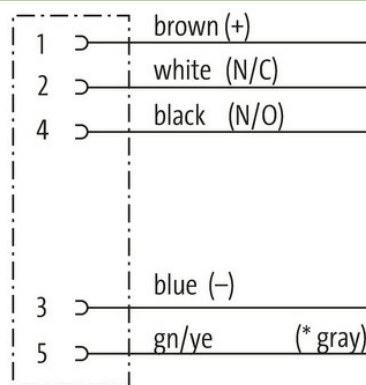 1 brown (+)
2 white (N/C)
4 black (N/O)
3 blue (–)
5 gn/ye (* gray)